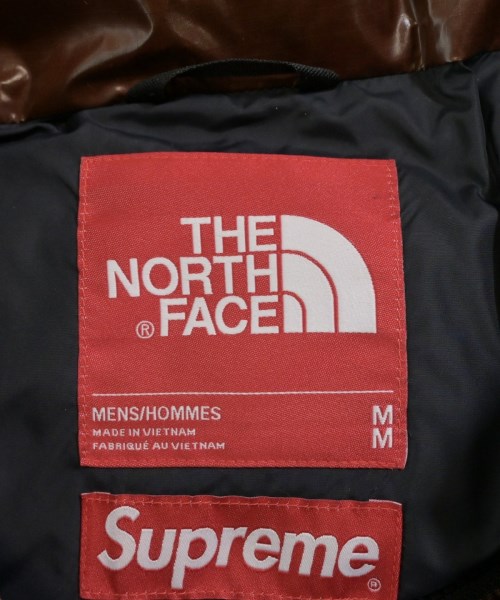 THE
NORTH
® FACE
MENS/HOMMES M
MADE IN VIETNAM M
FABRIQUÉ AU VIETNAM
Supreme ®